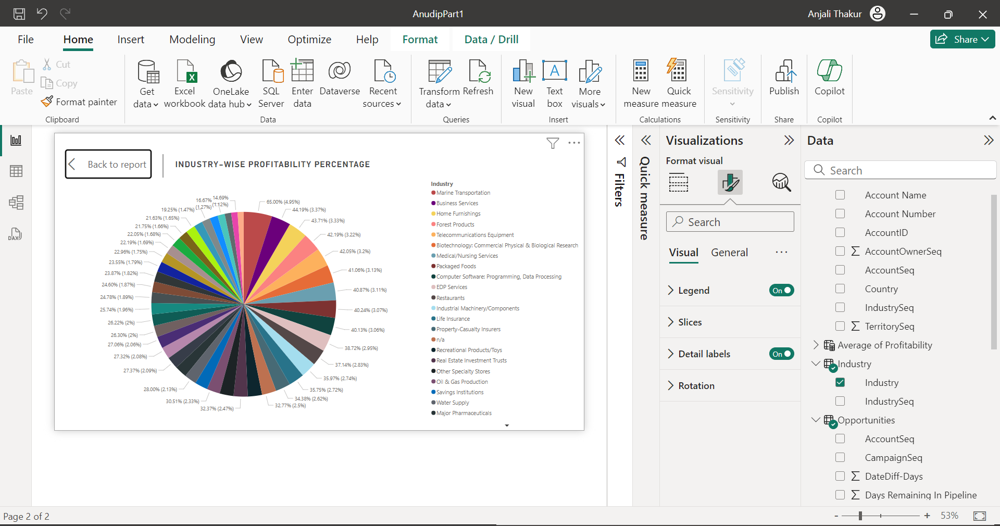 AnudipPart1
Anjali Thakur
File
Home
Insert
Modeling
View
Optimize
Help
Format
Data / Drill
Share
Paste
Cut
Copy
Format painter
Clipboard
Get data
Excel workbook
OneLake data hub
SQL Server
Enter data
Dataverse
Recent sources
Data
Transform data
Refresh
Queries
New visual
Text box
More visuals
Insert
New measure
Quick measure
Calculations
Sensitivity
Sensitivity
Publish
Share
Copilot
Copilot
Back to report
INDUSTRY-WISE PROFITABILITY PERCENTAGE
65.00% (4.95%)
44.19% (3.37%)
43.71% (3.33%)
42.19% (3.22%)
42.05% (3.2%)
41.06% (3.13%)
40.87% (3.11%)
40.24% (3.07%)
40.13% (3.06%)
38.72% (2.95%)
37.14% (2.83%)
35.97% (2.74%)
35.75% (2.72%)
34.38% (2.62%)
32.77% (2.5%)
32.37% (2.47%)
30.51% (2.33%)
28.00% (2.13%)
27.37% (2.09%)
27.32% (2.08%)
27.06% (2.06%)
26.30% (2%)
26.22% (2%)
25.74% (1.96%)
24.78% (1.89%)
24.60% (1.87%)
23.87% (1.82%)
23.55% (1.79%)
22.96% (1.75%)
22.19% (1.69%)
22.05% (1.68%)
21.75% (1.66%)
21.63% (1.65%)
19.25% (1.47%)
16.67% (1.27%)
14.69% (1.12%)
Industry
Marine Transportation
Business Services
Home Furnishings
Forest Products
Telecommunications Equipment
Biotechnology: Commercial Physical & Biological Research
Medical/Nursing Services
Packaged Foods
Computer Software: Programming, Data Processing
EDP Services
Restaurants
Industrial Machinery/Components
Life Insurance
Property-Casualty Insurers
n/a
Recreational Products/Toys
Real Estate Investment Trusts
Other Specialty Stores
Oil & Gas Production
Savings Institutions
Water Supply
Major Pharmaceuticals
Filters
Quick measure
Visualizations
Format visual
Search
Visual
General
Legend
On
Slices
Detail labels
On
Rotation
Data
Search
Account Name
Account Number
AccountID
AccountOwnerSeq
AccountSeq
Country
IndustrySeq
TerritorySeq
Average of Profitability
Industry
Industry
IndustrySeq
Opportunities
AccountSeq
CampaignSeq
DateDiff-Days
Days Remaining In Pipeline
DAX
Page 2 of 2
- + 53%